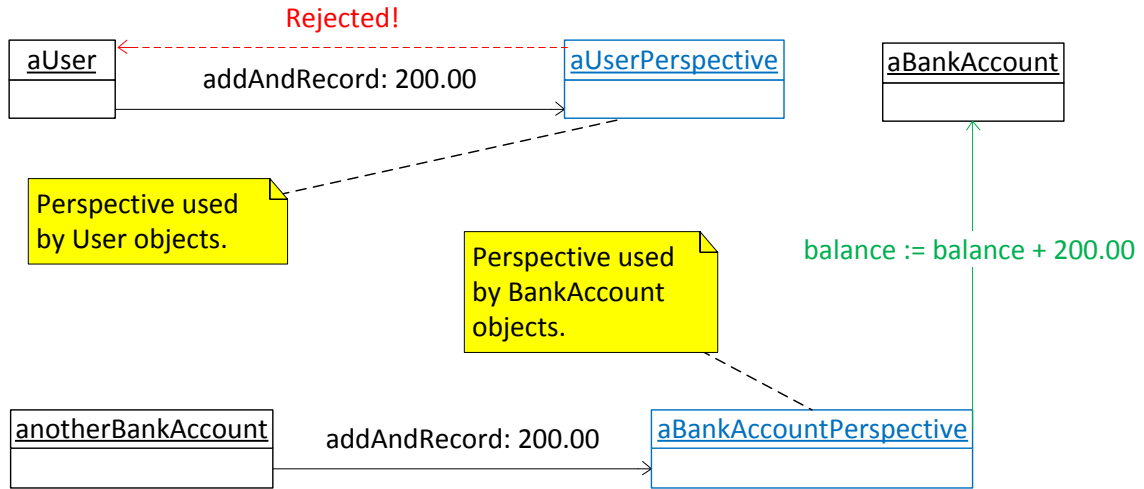 Rejected!
aUser
aUserPerspective
aBankAccount
addAndRecord: 200.00
Perspective used
by User objects.
Perspective used
by BankAccount
objects.
balance := balance + 200.00
anotherBankAccount
addAndRecord: 200.00
aBankAccountPerspective